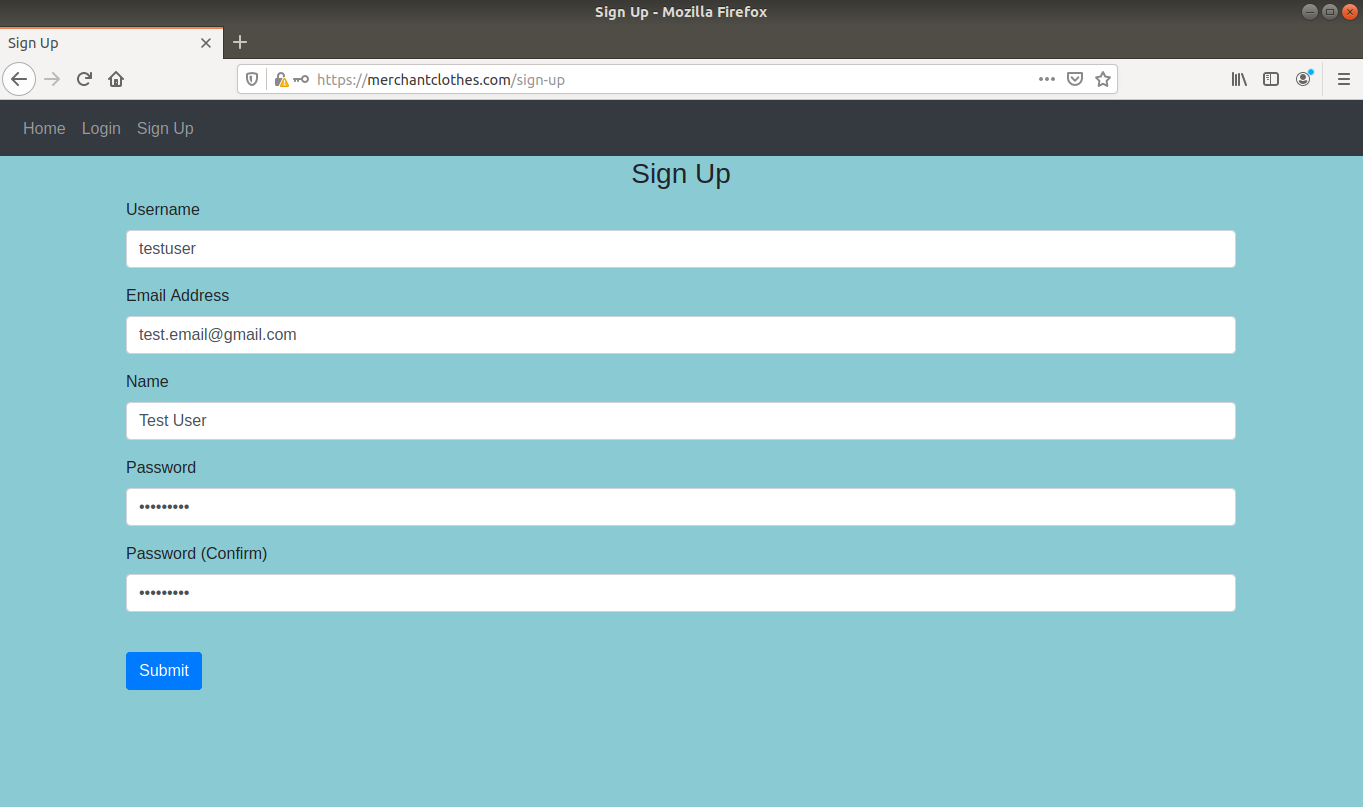 Sign Up - Mozilla Firefox
Sign Up
https://merchantclothes.com/sign-up
Home Login Sign Up
Sign Up
Username
testuser
Email Address
test.email@gmail.com
Name
Test User
Password
•••••••••
Password (Confirm)
•••••••••
Submit